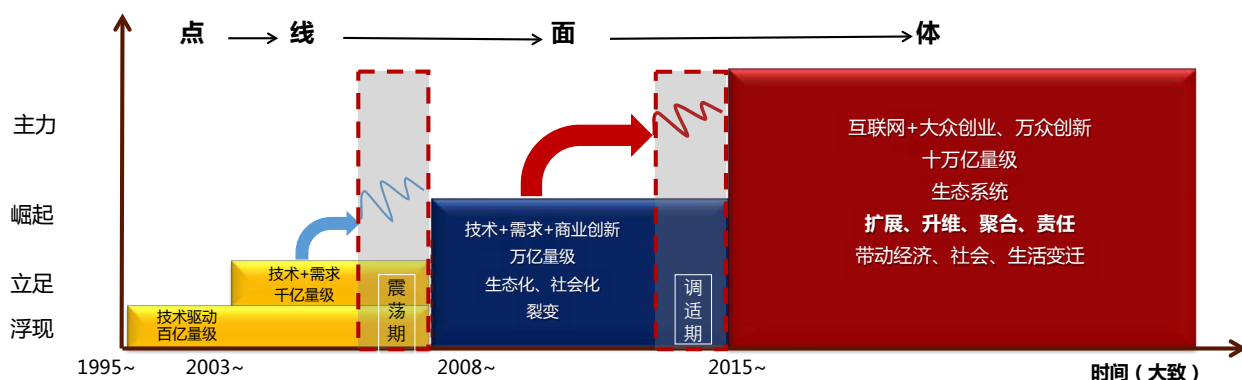 点 线 面 体
主力
崛起
立足
浮现
互联网+大众创业、万众创新
十万亿量级
生态系统
扩展、升维、聚合、责任
带动经济、社会、生活变迁
技术+需求+商业创新
万亿量级
生态化、社会化
裂变
技术+需求
千亿量级
技术驱动
百亿量级
震荡期
调适期
1995~ 2003~ 2008~ 2015~ 时间（大致）